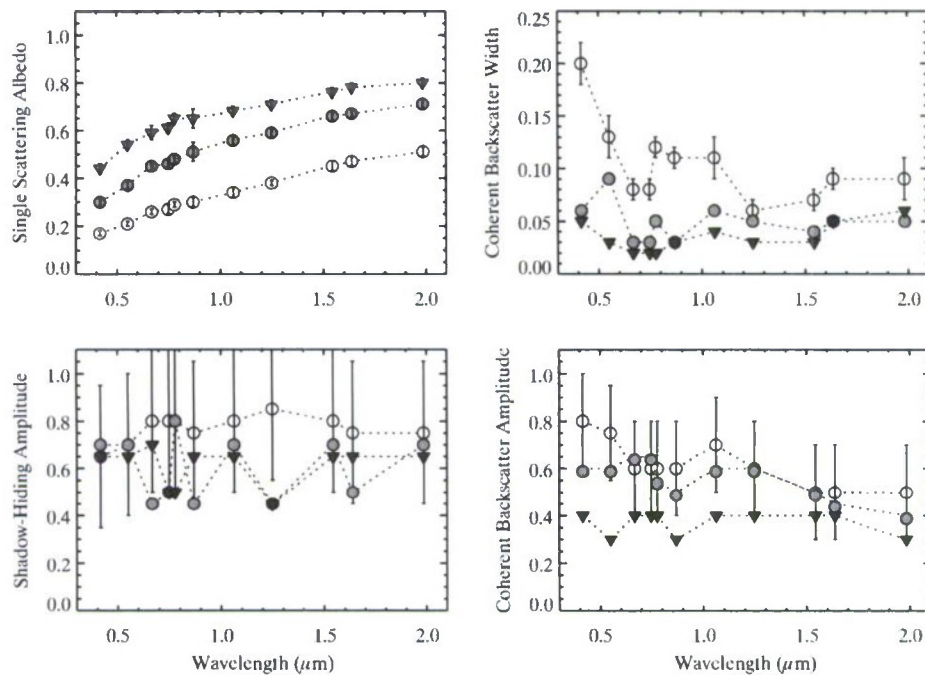 Single Scattering Albedo
1.0
0.8
0.6
0.4
0.2
0.0
0.5 1.0 1.5 2.0
Coherent Backscatter Width
0.25
0.20
0.15
0.10
0.05
0.00
0.5 1.0 1.5 2.0
Shadow-Hiding Amplitude
1.0
0.8
0.6
0.4
0.2
0.0
0.5 1.0 1.5 2.0
Wavelength (μm)
Coherent Backscatter Amplitude
1.0
0.8
0.6
0.4
0.2
0.0
0.5 1.0 1.5 2.0
Wavelength (μm)